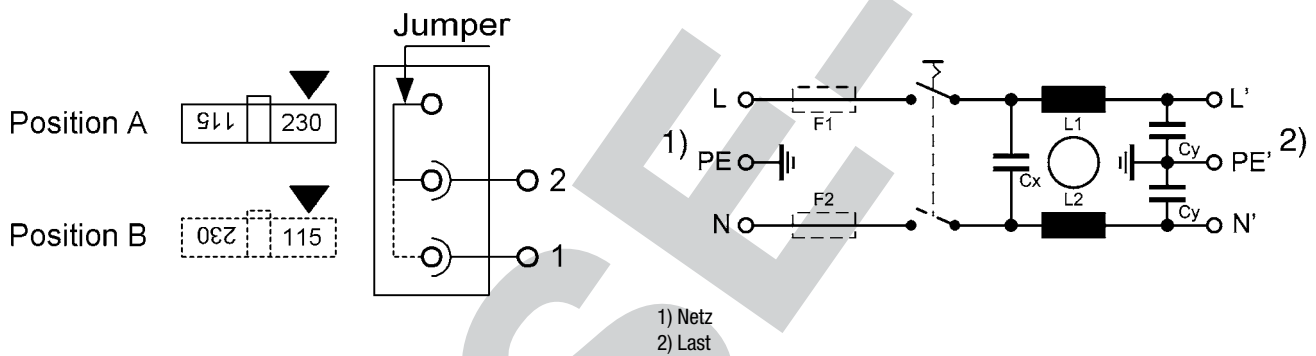 Jumper
Position A
115
230
2
Position B
230
115
1
L
F1
L1
L'
1)
PE
Cx
Cy
PE'
2)
N
F2
L2
Cy
N'
1) Netz
2) Last